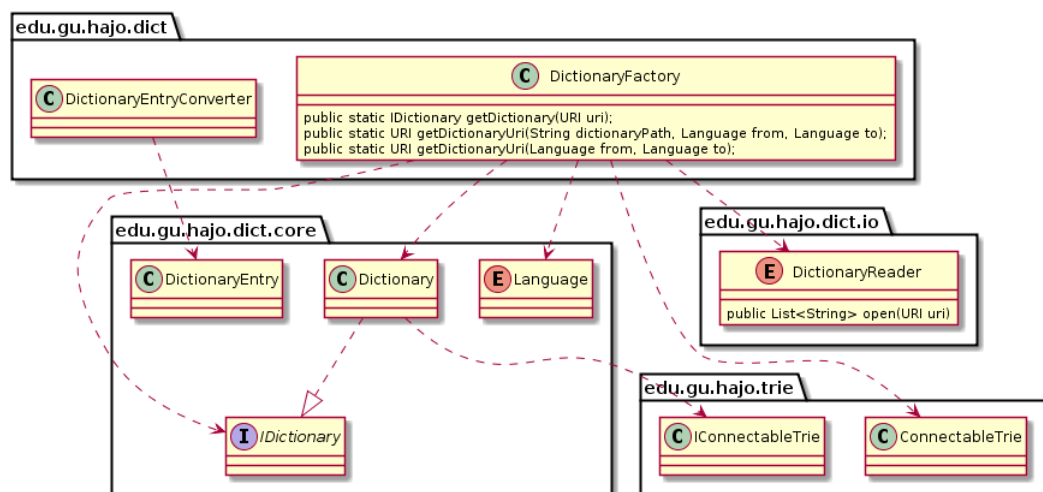 edu.gu.hajo.dict
C DictionaryEntryConverter
C DictionaryFactory
public static IDictionary getDictionary(URI uri);
public static URI getDictionaryUri(String dictionaryPath, Language from, Language to);
public static URI getDictionaryUri(Language from, Language to);
edu.gu.hajo.dict.core
C DictionaryEntry
C Dictionary
E Language
I IDictionary
edu.gu.hajo.dict.io
E DictionaryReader
public List<String> open(URI uri)
edu.gu.hajo.trie
C IConnectableTrie
C ConnectableTrie